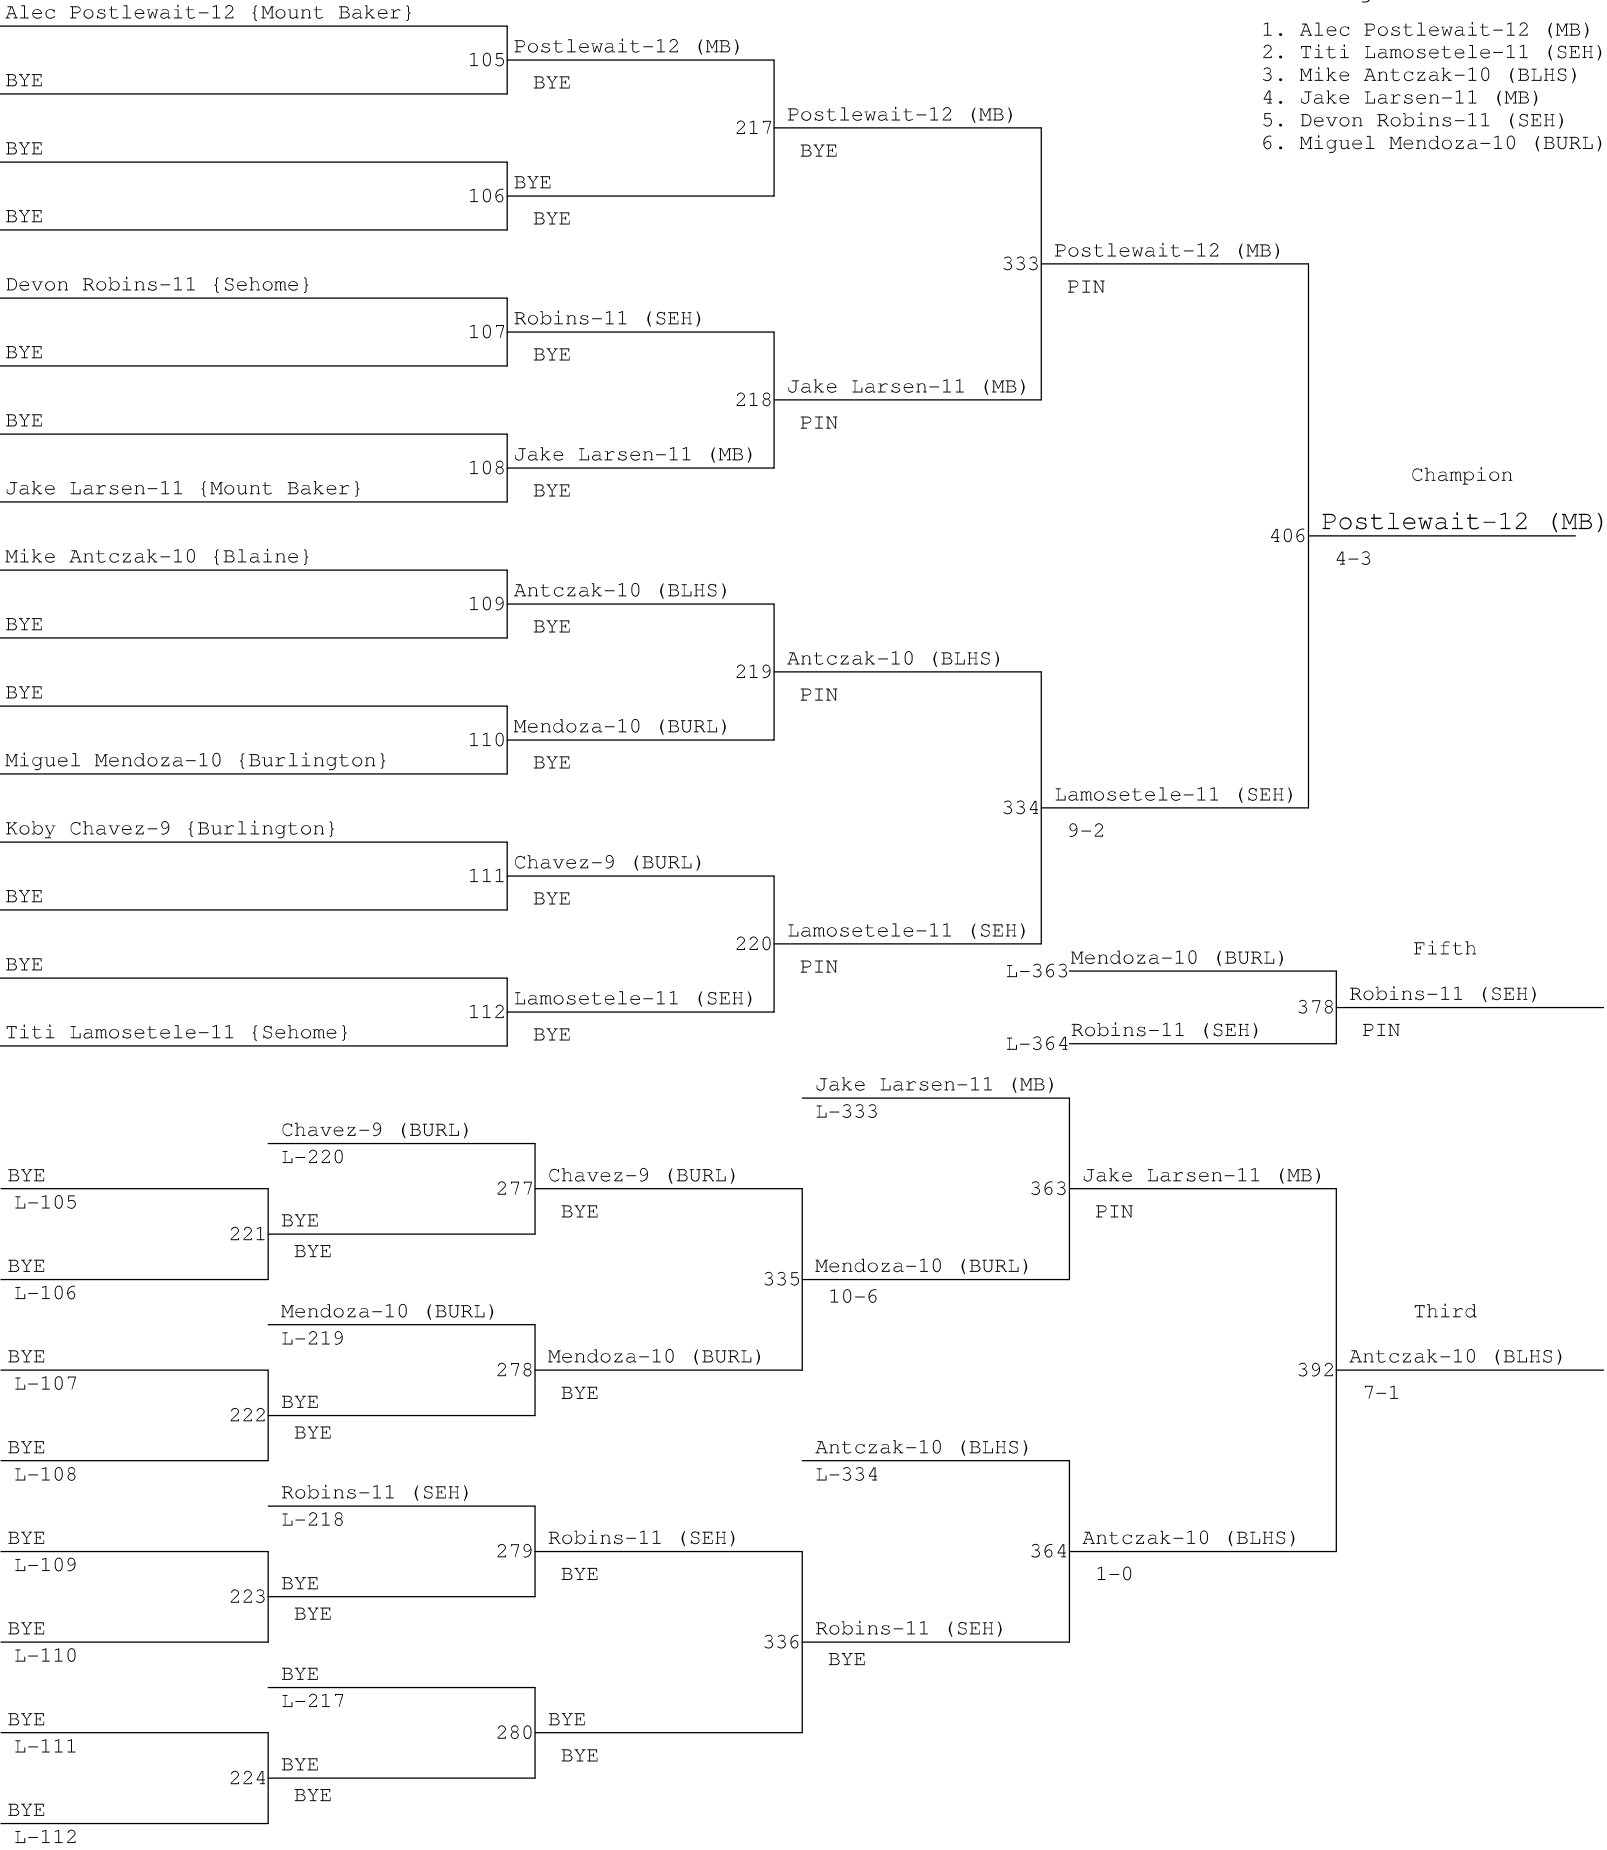 Alec Postlewait-12 {Mount Baker}
105
BYE
Postlewait-12 (MB)
BYE
BYE
106
BYE
BYE
BYE
217
Postlewait-12 (MB)
BYE
Devon Robins-11 {Sehome}
107
BYE
Robins-11 (SEH)
BYE
BYE
108
Jake Larsen-11 {Mount Baker}
Jake Larsen-11 (MB)
BYE
218
Jake Larsen-11 (MB)
PIN
333
Postlewait-12 (MB)
PIN
Mike Antczak-10 {Blaine}
109
BYE
Antczak-10 (BLHS)
BYE
BYE
110
Miguel Mendoza-10 {Burlington}
Mendoza-10 (BURL)
BYE
219
Antczak-10 (BLHS)
PIN
Koby Chavez-9 {Burlington}
111
BYE
Chavez-9 (BURL)
BYE
BYE
112
Titi Lamosetele-11 {Sehome}
Lamosetele-11 (SEH)
BYE
220
Lamosetele-11 (SEH)
PIN
334
Lamosetele-11 (SEH)
9-2
406
Champion
Postlewait-12 (MB)
4-3
1. Alec Postlewait-12 (MB)
2. Titi Lamosetele-11 (SEH)
3. Mike Antczak-10 (BLHS)
4. Jake Larsen-11 (MB)
5. Devon Robins-11 (SEH)
6. Miguel Mendoza-10 (BURL)
L-363
Mendoza-10 (BURL)
L-364
Robins-11 (SEH)
378
Fifth
Robins-11 (SEH)
PIN
BYE
L-105
221
BYE
L-106
Chavez-9 (BURL)
L-220
277
BYE
BYE
Chavez-9 (BURL)
BYE
BYE
L-107
222
BYE
L-108
Mendoza-10 (BURL)
L-219
278
BYE
BYE
Mendoza-10 (BURL)
BYE
335
Mendoza-10 (BURL)
10-6
Jake Larsen-11 (MB)
L-333
363
Jake Larsen-11 (MB)
PIN
BYE
L-109
223
BYE
L-110
Robins-11 (SEH)
L-218
279
BYE
BYE
Robins-11 (SEH)
BYE
BYE
L-111
224
BYE
L-112
BYE
L-217
280
BYE
BYE
BYE
BYE
336
Robins-11 (SEH)
BYE
Antczak-10 (BLHS)
L-334
364
Antczak-10 (BLHS)
1-0
392
Third
Antczak-10 (BLHS)
7-1